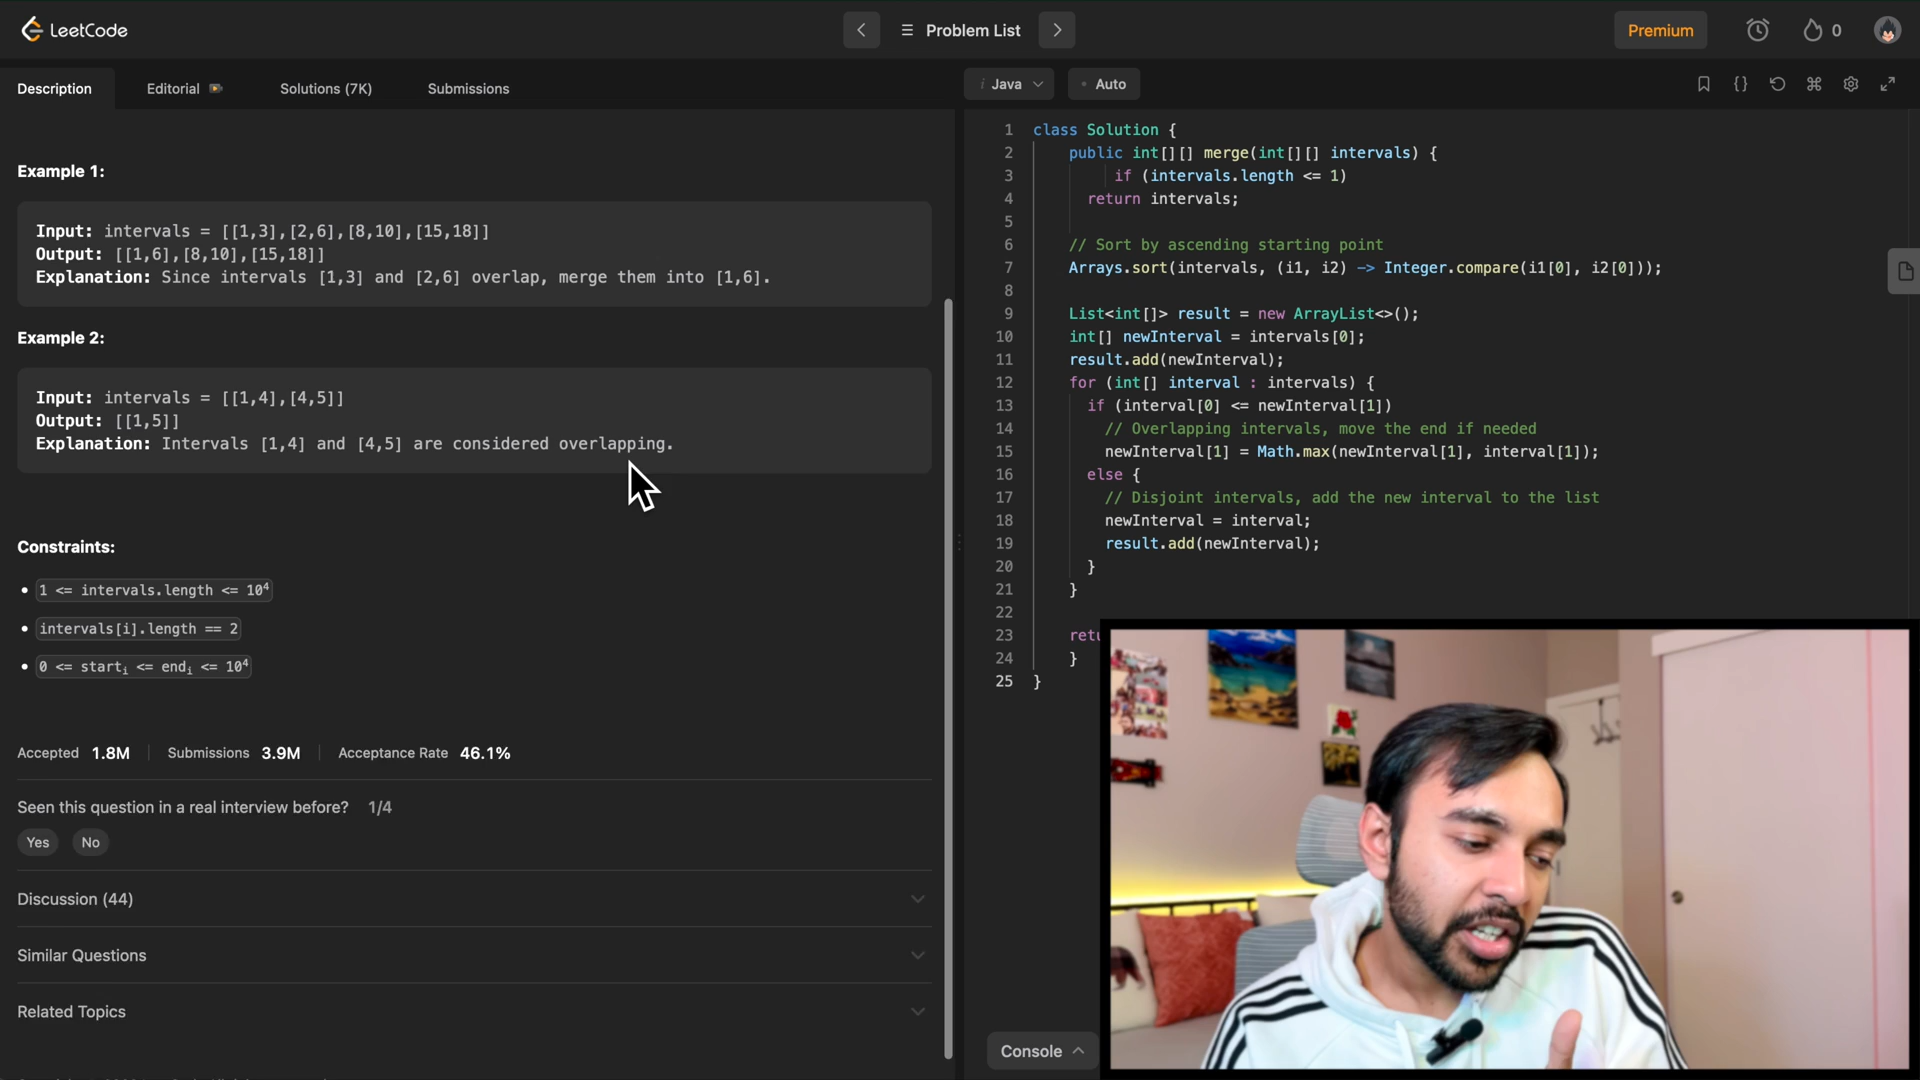 LeetCode
Problem List
Premium
0
Description
Editorial
Solutions (7K)
Submissions
Example 1:
Input: intervals = [[1,3],[2,6],[8,10],[15,18]]
Output: [[1,6],[8,10],[15,18]]
Explanation: Since intervals [1,3] and [2,6] overlap, merge them into [1,6].
Example 2:
Input: intervals = [[1,4],[4,5]]
Output: [[1,5]]
Explanation: Intervals [1,4] and [4,5] are considered overlapping.
Constraints:
• 1 <= intervals.length <= 10⁴
• intervals[i].length == 2
• 0 <= startᵢ <= endᵢ <= 10⁴
Accepted 1.8M
Submissions 3.9M
Acceptance Rate 46.1%
Seen this question in a real interview before? 1/4
Yes
No
Discussion (44)
Similar Questions
Related Topics
i Java
• Auto
1 class Solution {
2 public int[][] merge(int[][] intervals) {
3 if (intervals.length <= 1)
4 return intervals;
5
6 // Sort by ascending starting point
7 Arrays.sort(intervals, (i1, i2) -> Integer.compare(i1[0], i2[0]));
8
9 List<int[]> result = new ArrayList<>();
10 int[] newInterval = intervals[0];
11 result.add(newInterval);
12 for (int[] interval : intervals) {
13 if (interval[0] <= newInterval[1])
14 // Overlapping intervals, move the end if needed
15 newInterval[1] = Math.max(newInterval[1], interval[1]);
16 else {
17 // Disjoint intervals, add the new interval to the list
18 newInterval = interval;
19 result.add(newInterval);
20 }
21 }
22
23 retu
24 }
25 }
Console